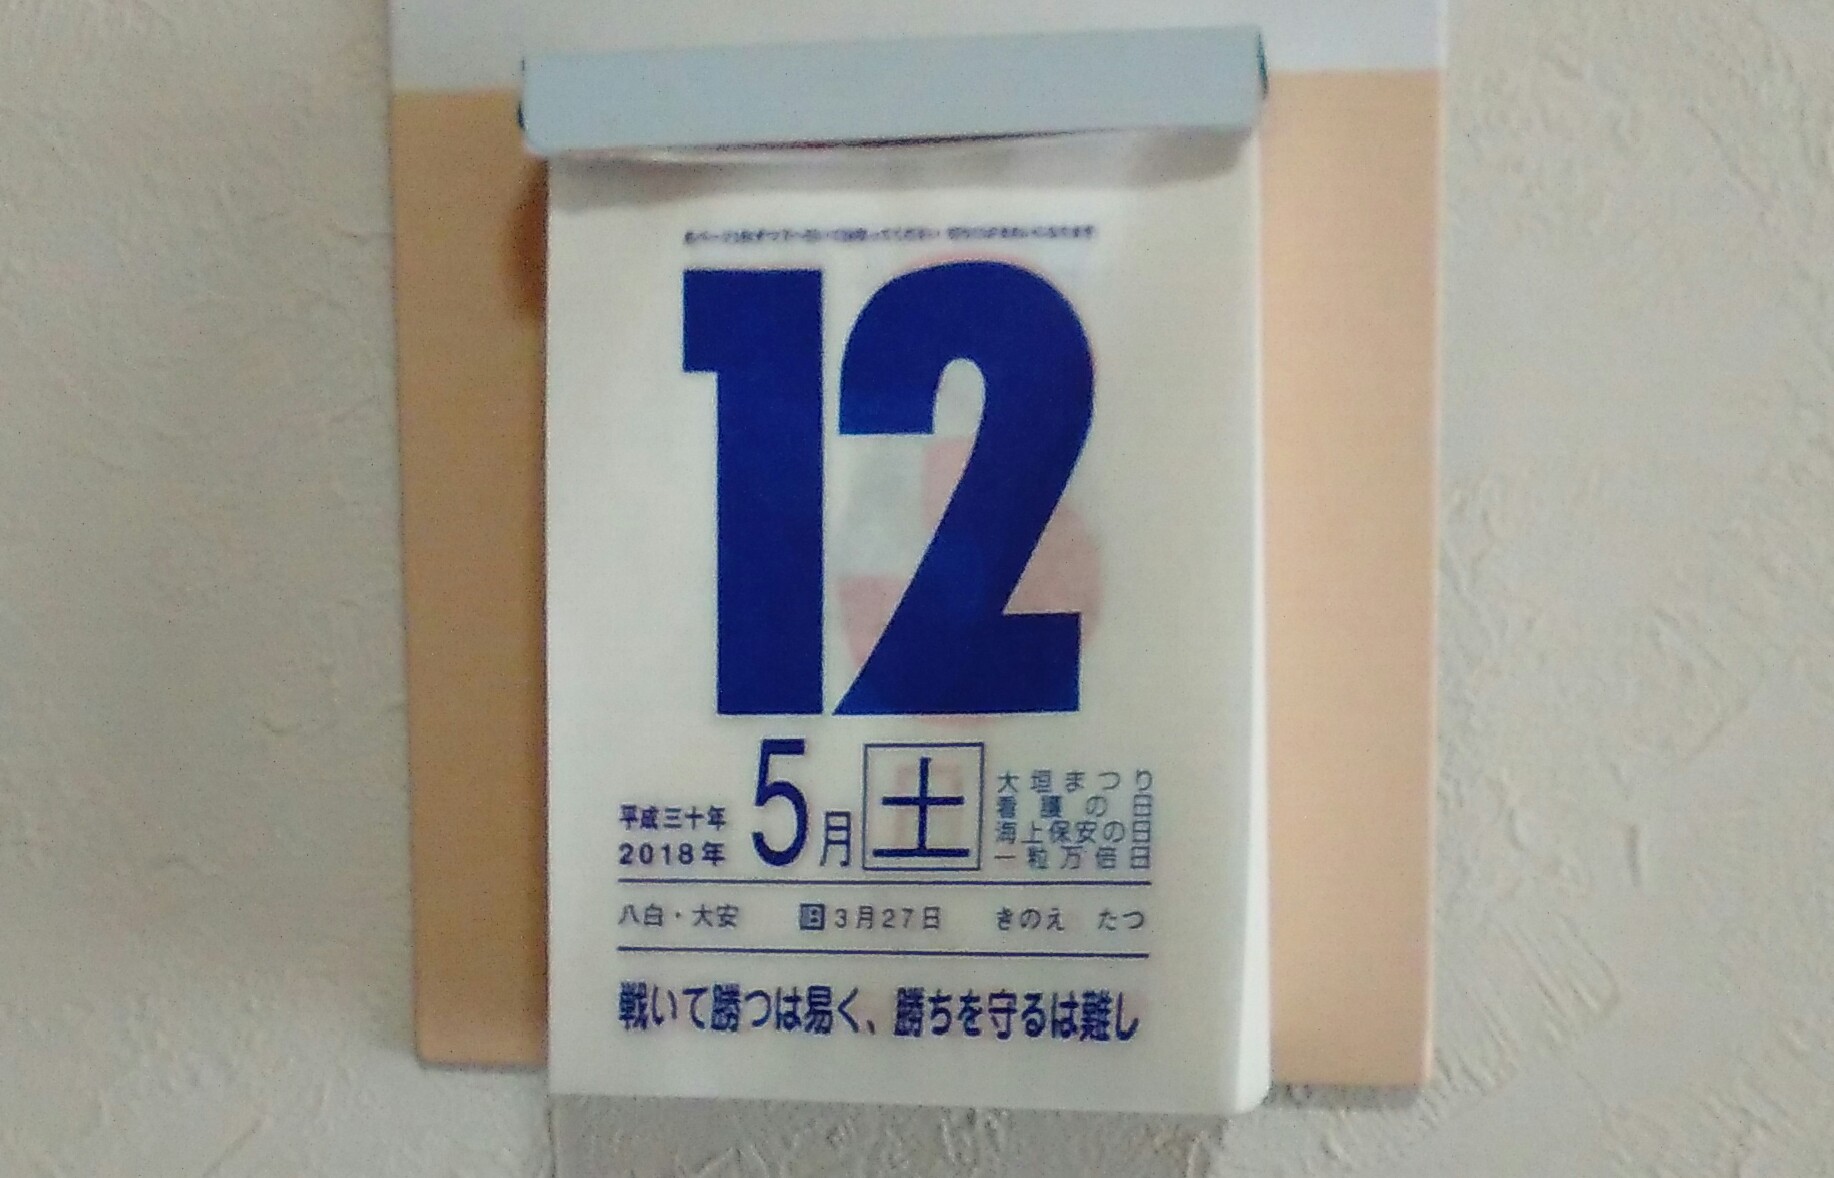 12
平成三十年
2018年
5月
土
大垣まつり
看護の日
海上保安の日
一粒万倍日
八白・大安 旧3月27日 きのえ たつ
戦いて勝つは易く、勝ちを守るは難し